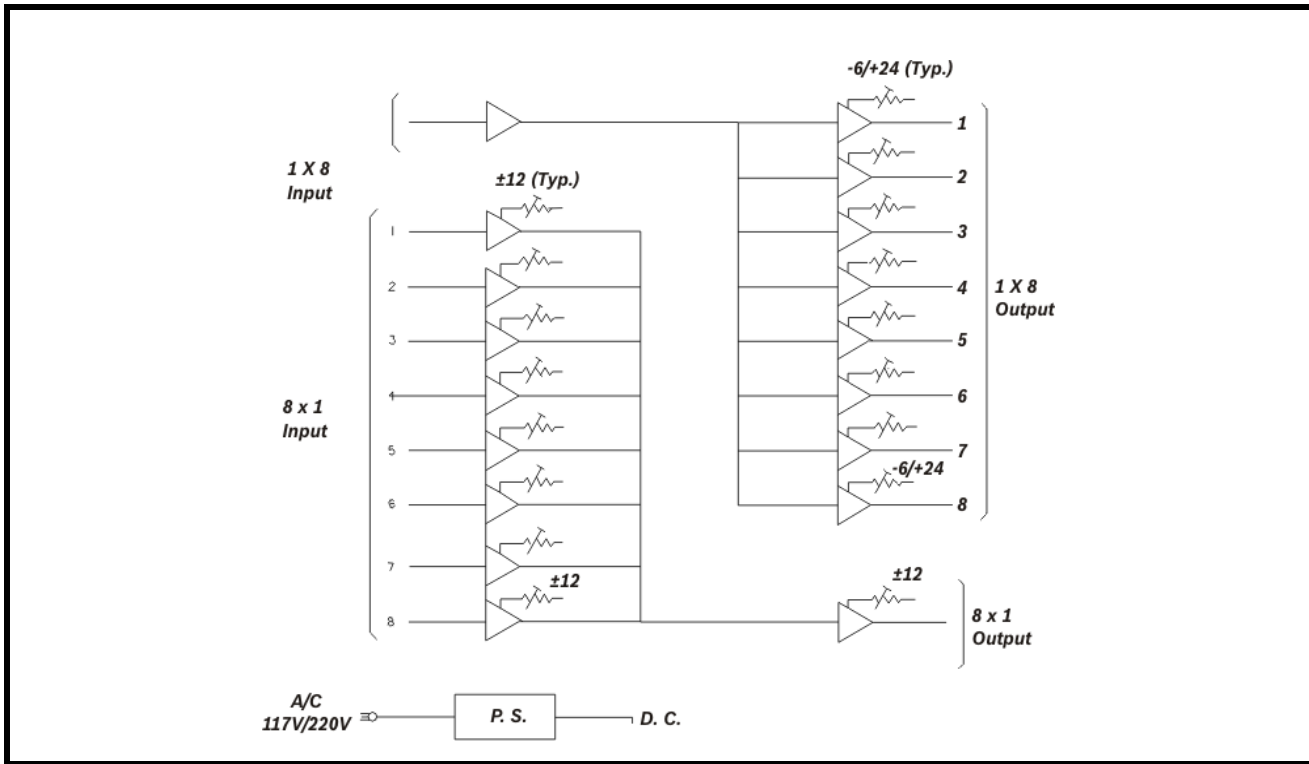 -6/+24 (Typ.)
1
1 X 8
Input
±12 (Typ.)
2
1
3
2
4
1 X 8
Output
3
5
8 x 1
Input
4
6
5
7
-6/+24
6
8
7
±12
±12
8
8 x 1
Output
A/C
117V/220V
P. S.
D. C.